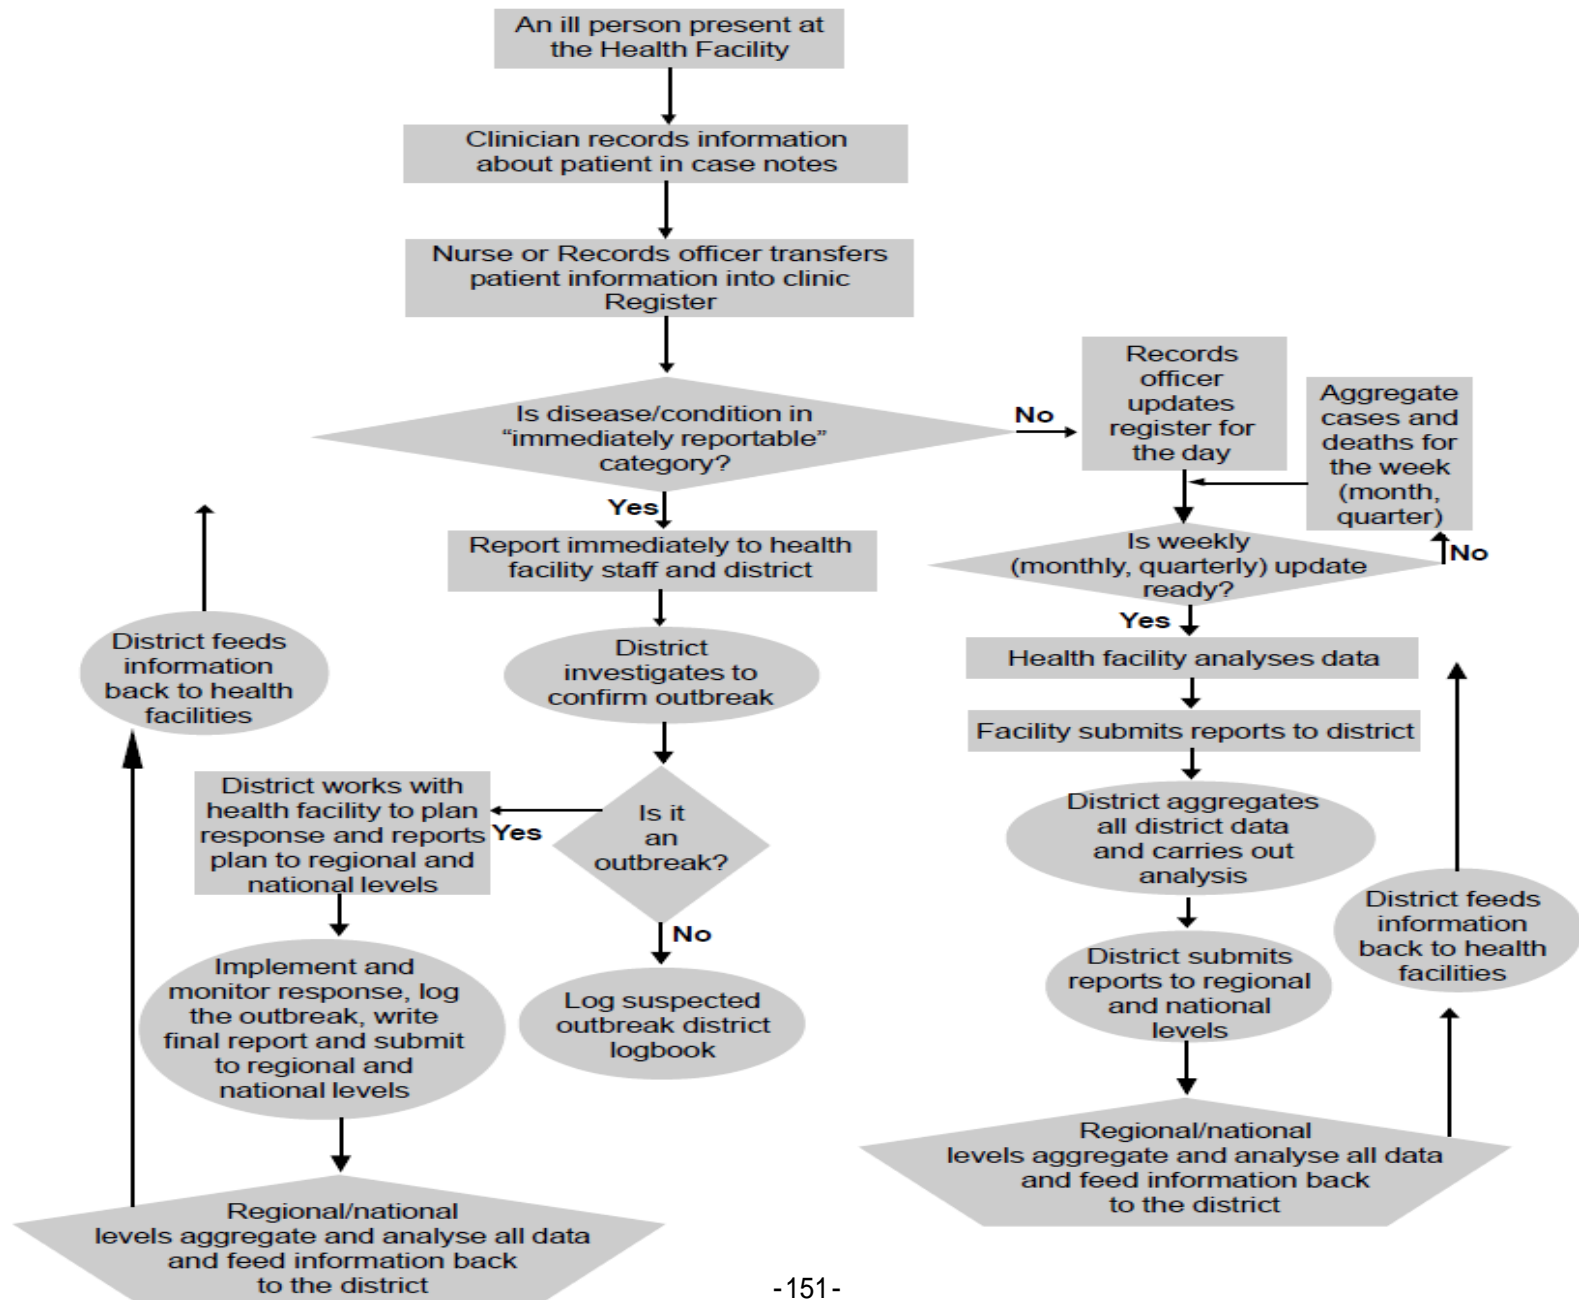 An ill person present at
the Health Facility
Clinician records information
about patient in case notes
Nurse or Records officer transfers
patient information into clinic
Register
Is disease/condition in
“immediately reportable”
category?
No
Records
officer
updates
register for
the day
Aggregate
cases and
deaths for
the week
(month,
quarter)
Yes
Report immediately to health
facility staff and district
Is weekly
(monthly, quarterly) update
ready?
No
Yes
District
investigates to
confirm outbreak
Health facility analyses data
Facility submits reports to district
District feeds
information
back to health
facilities
Is it
an
outbreak?
Yes
District works with
health facility to plan
response and reports
plan to regional and
national levels
No
Log suspected
outbreak district
logbook
Implement and
monitor response, log
the outbreak, write
final report and submit
to regional and
national levels
Regional/national
levels aggregate and analyse all data
and feed information back
to the district
District aggregates
all district data
and carries out
analysis
District submits
reports to regional
and national
levels
District feeds
information
back to health
facilities
Regional/national
levels aggregate and analyse all data
and feed information back
to the district
-151-